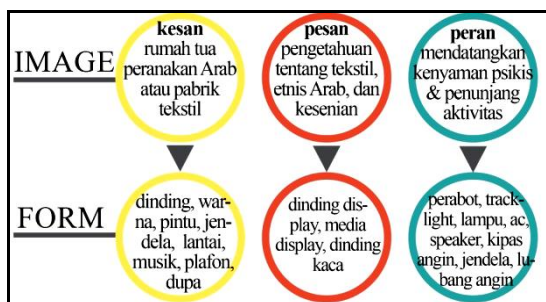 IMAGE
kesan
rumah tua
peranakan Arab
atau pabrik
tekstil
pesan
pengetahuan
tentang tekstil,
etnis Arab, dan
kesenian
peran
mendatangkan
kenyaman psikis
& penunjang
aktivitas
FORM
dinding, war-
na, pintu, jen-
dela, lantai,
musik, plafon,
dupa
dinding dis-
play, media
display, dinding
kaca
perabot, track-
light, lampu, ac,
speaker, kipas
angin, jendela, lu-
bang angin